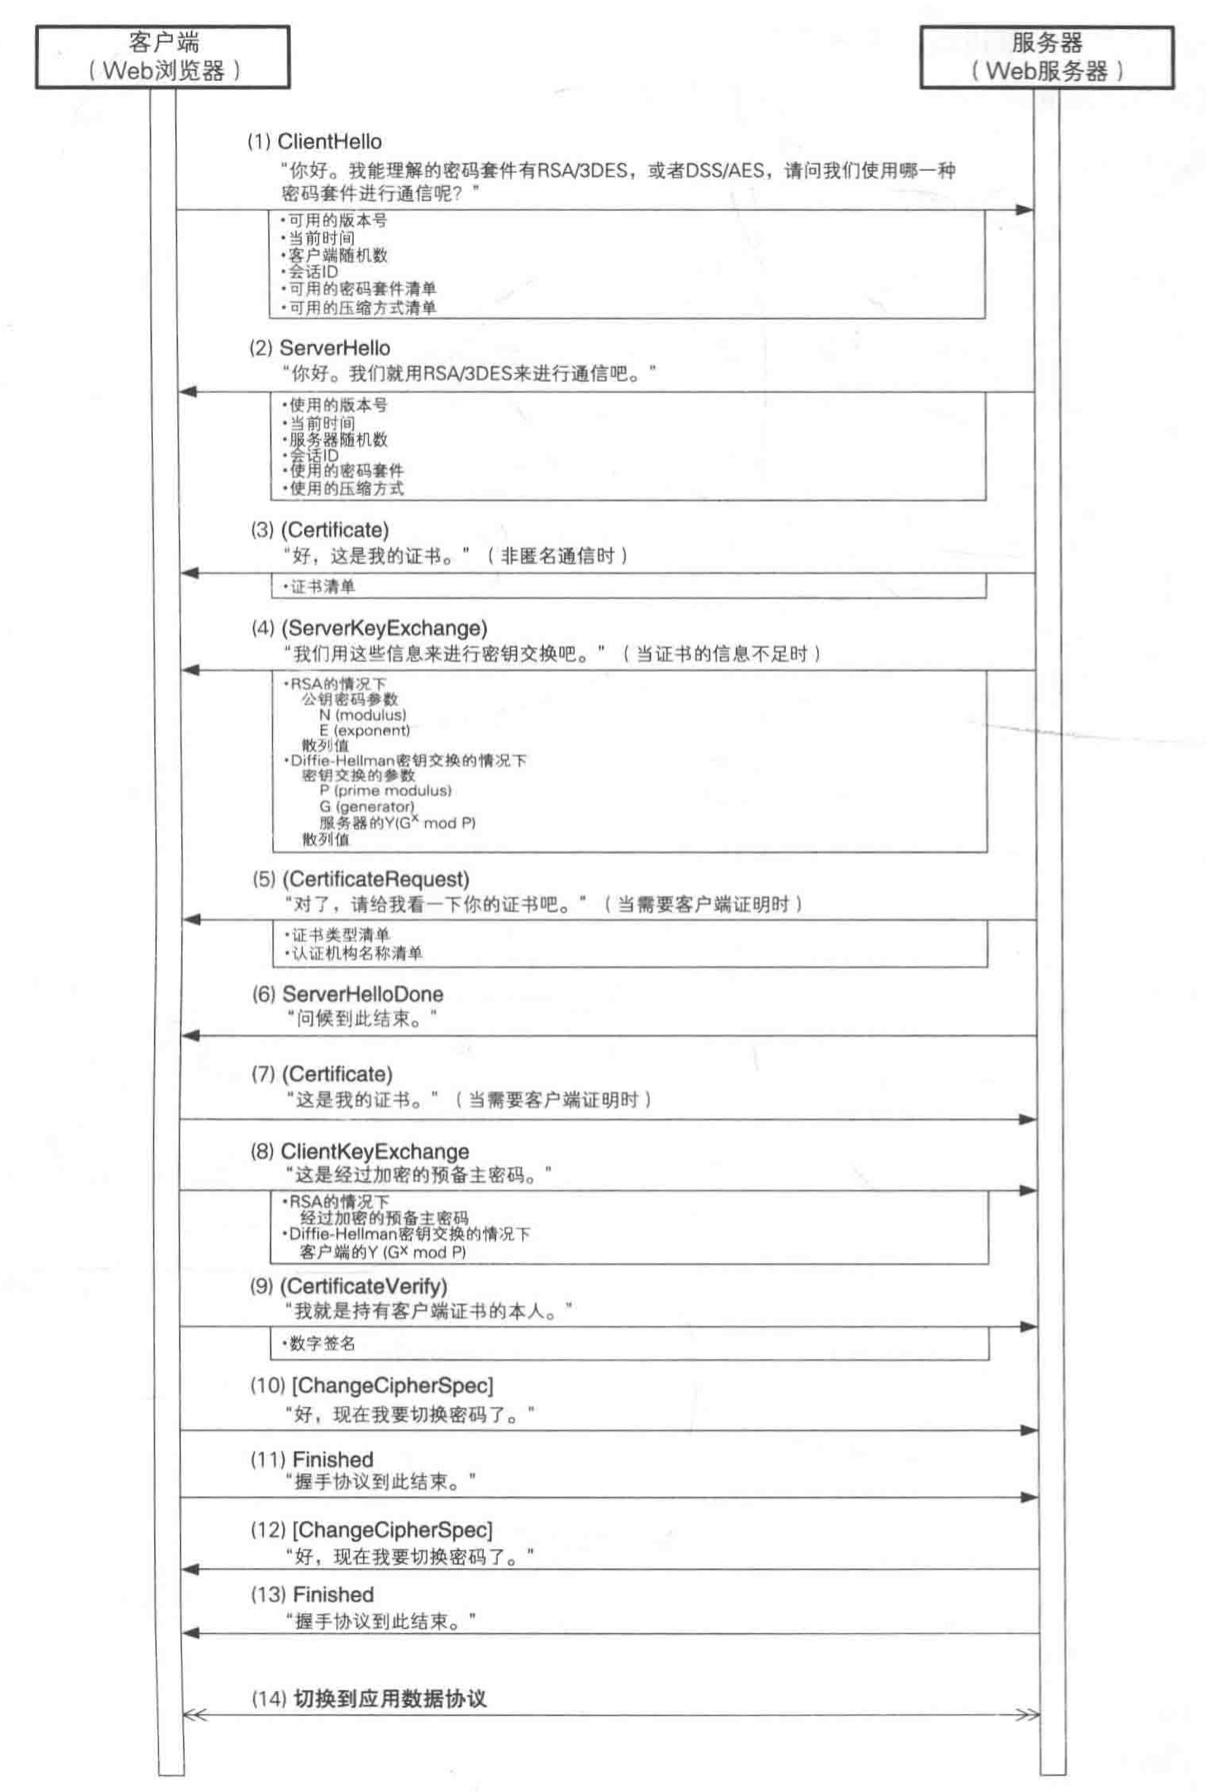 客户端
（Web浏览器）
服务器
（Web服务器）
(1) ClientHello
“你好。我能理解的密码套件有RSA/3DES，或者DSS/AES，请问我们使用哪一种
密码套件进行通信呢？”
·可用的版本号
·当前时间
·客户端随机数
·会话ID
·可用的密码套件清单
·可用的压缩方式清单
(2) ServerHello
“你好。我们就用RSA/3DES来进行通信吧。”
·使用的版本号
·当前时间
·服务器随机数
·会话ID
·使用的密码套件
·使用的压缩方式
(3) (Certificate)
“好，这是我的证书。”（非匿名通信时）
·证书清单
(4) (ServerKeyExchange)
“我们用这些信息来进行密钥交换吧。”（当证书的信息不足时）
·RSA的情况下
公钥密码参数
N (modulus)
E (exponent)
散列值
·Diffie-Hellman密钥交换的情况下
密钥交换的参数
P (prime modulus)
G (generator)
服务器的Y(Gˣ mod P)
散列值
(5) (CertificateRequest)
“对了，请给我看一下你的证书吧。”（当需要客户端证明时）
·证书类型清单
·认证机构名称清单
(6) ServerHelloDone
“问候到此结束。”
(7) (Certificate)
“这是我的证书。”（当需要客户端证明时）
(8) ClientKeyExchange
“这是经过加密的预备主密码。”
·RSA的情况下
经过加密的预备主密码
·Diffie-Hellman密钥交换的情况下
客户端的Y (Gˣ mod P)
(9) (CertificateVerify)
“我就是持有客户端证书的本人。”
·数字签名
(10) [ChangeCipherSpec]
“好，现在我要切换密码了。”
(11) Finished
“握手协议到此结束。”
(12) [ChangeCipherSpec]
“好，现在我要切换密码了。”
(13) Finished
“握手协议到此结束。”
(14) 切换到应用数据协议